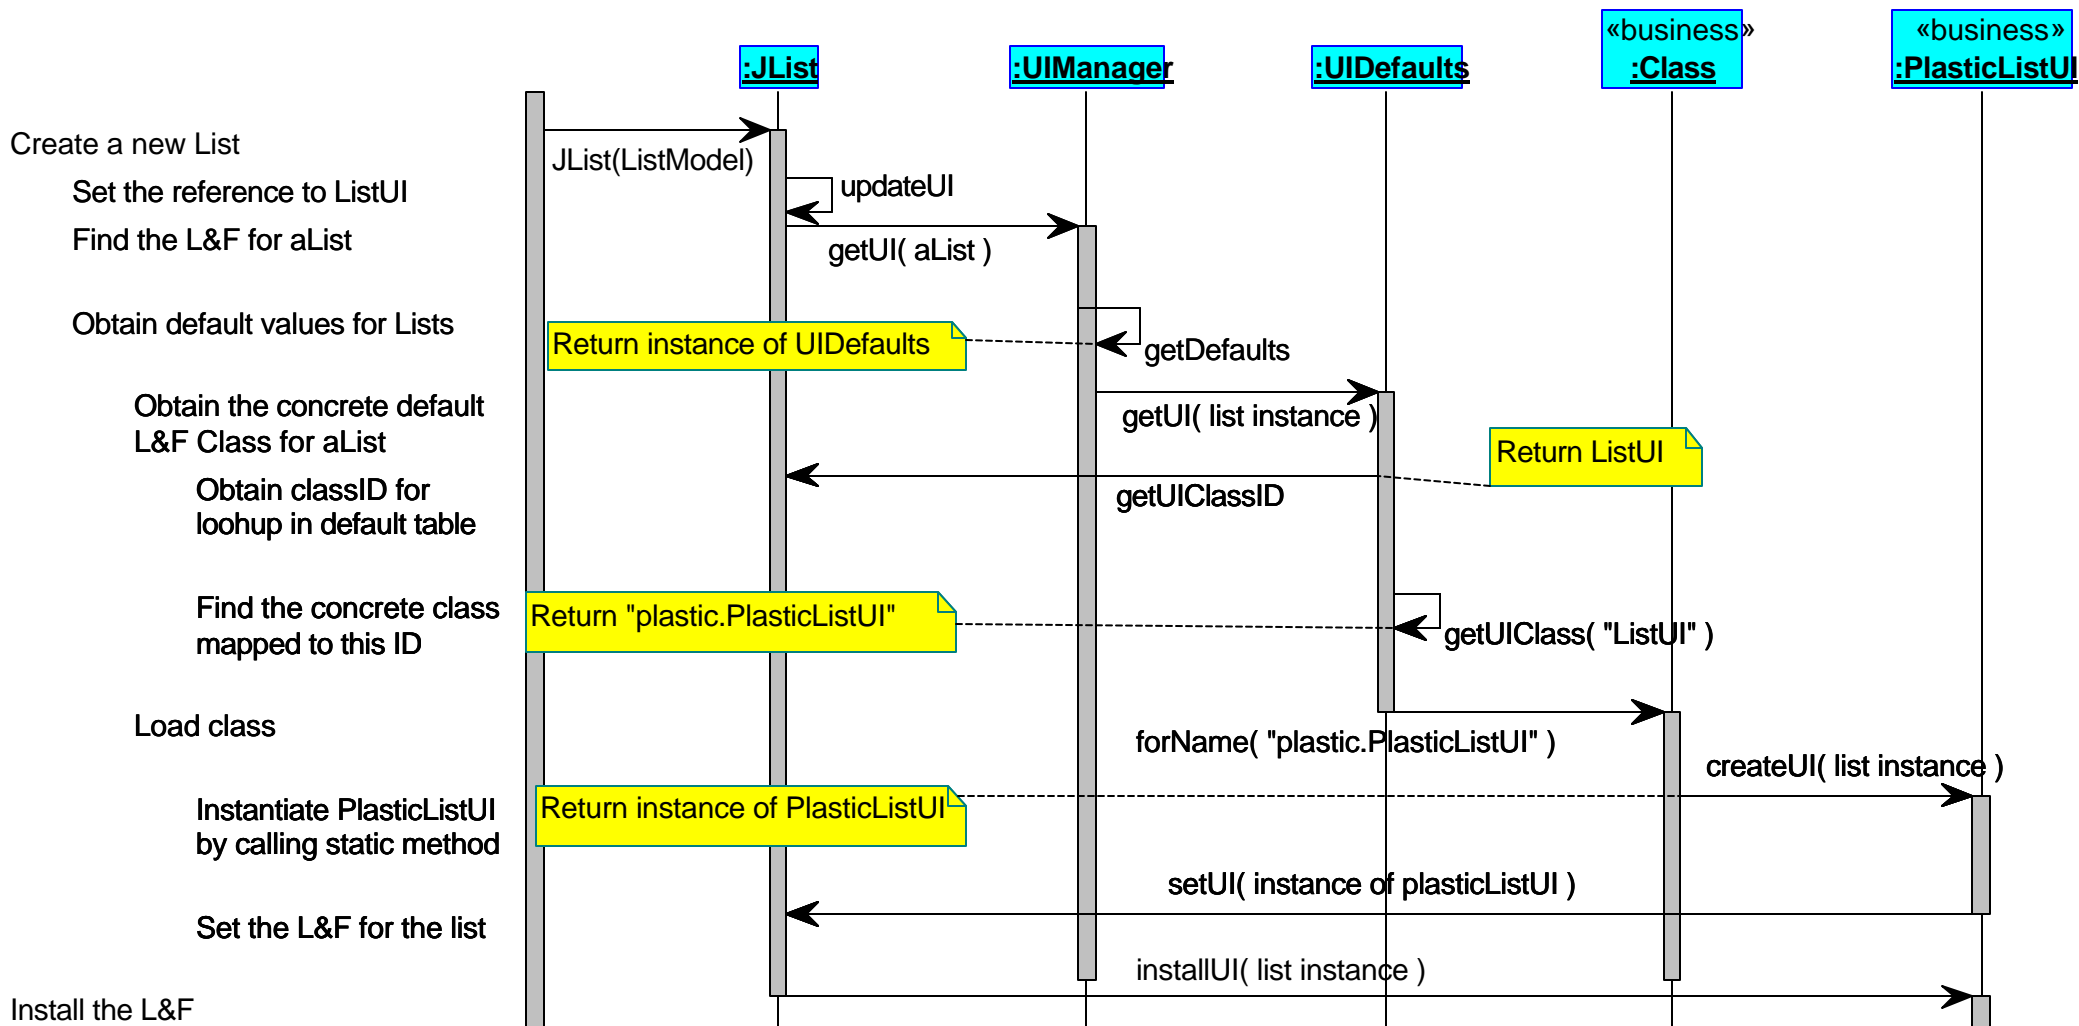 «business»
«business»
:JList
:UIManager
:UIDefaults
:Class
:PlasticListUI
Create a new List
JList(ListModel)
Set the reference to ListUI
updateUI
Find the L&F for aList
getUI( aList )
Obtain default values for Lists
Return instance of UIDefaults
getDefaults
Obtain the concrete default
L&F Class for aList
getUI( list instance )
Return ListUI
Obtain classID for
loohup in default table
getUIClassID
Find the concrete class
mapped to this ID
Return "plastic.PlasticListUI"
getUIClass( "ListUI" )
Load class
forName( "plastic.PlasticListUI" )
createUI( list instance )
Instantiate PlasticListUI
by calling static method
Return instance of PlasticListUI
setUI( instance of plasticListUI )
Set the L&F for the list
installUI( list instance )
Install the L&F